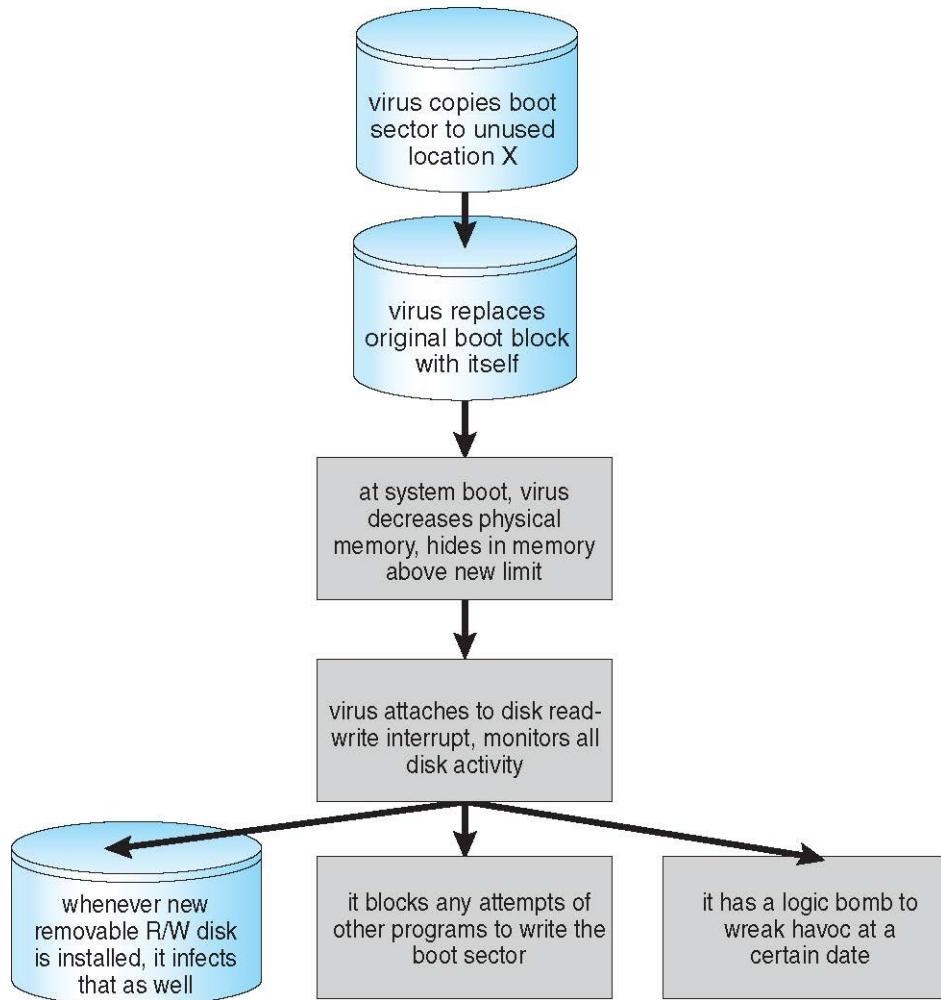 virus copies boot
sector to unused
location X
virus replaces
original boot block
with itself
at system boot, virus
decreases physical
memory, hides in memory
above new limit
virus attaches to disk read-
write interrupt, monitors all
disk activity
whenever new
removable R/W disk
is installed, it infects
that as well
it blocks any attempts of
other programs to write the
boot sector
it has a logic bomb to
wreak havoc at a
certain date